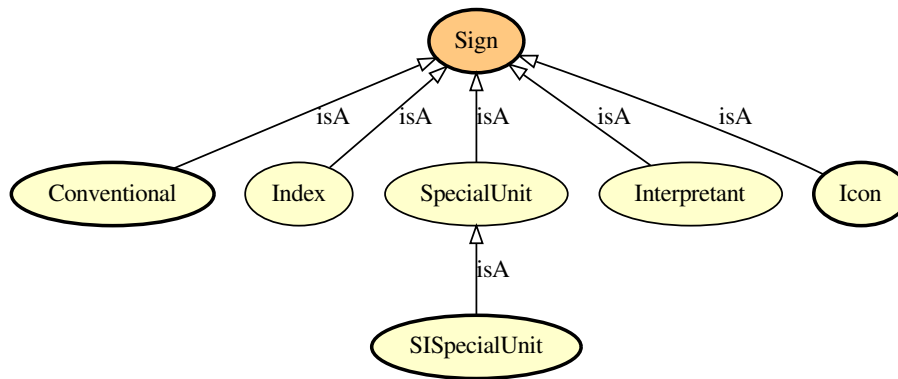 Sign
isA isA isA isA isA
Conventional Index SpecialUnit Interpretant Icon
isA
SISpecialUnit